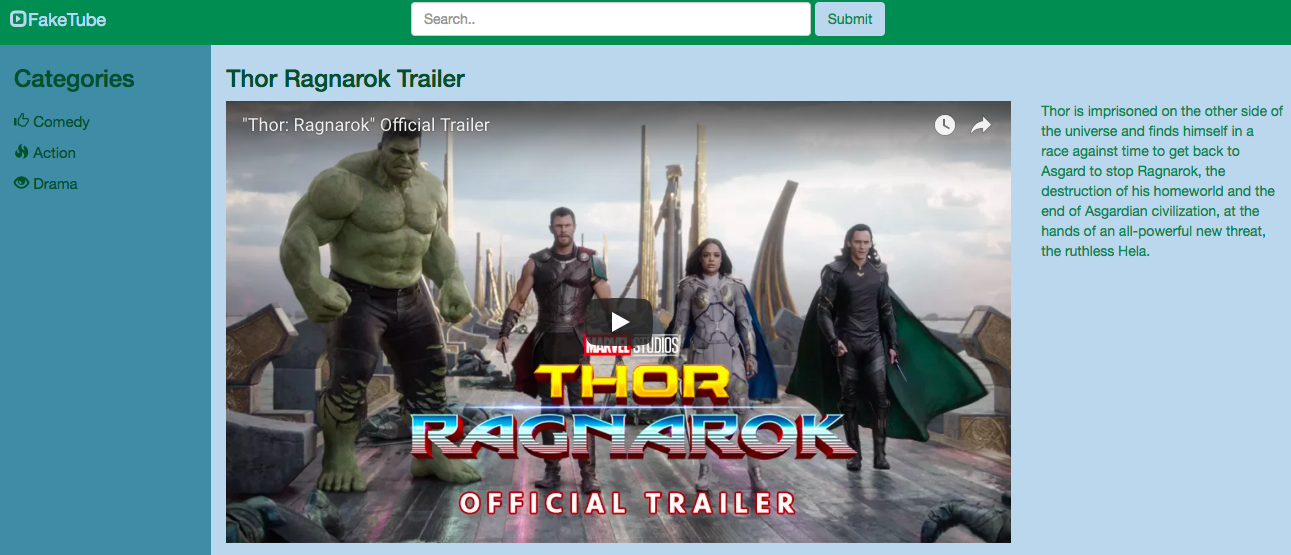 FakeTube
Search..
Submit
Categories
Comedy
Action
Drama
Thor Ragnarok Trailer
"Thor: Ragnarok" Official Trailer
MARVEL STUDIOS
THOR
RAGNAROK
OFFICIAL TRAILER
Thor is imprisoned on the other side of
the universe and finds himself in a
race against time to get back to
Asgard to stop Ragnarok, the
destruction of his homeworld and the
end of Asgardian civilization, at the
hands of an all-powerful new threat,
the ruthless Hela.